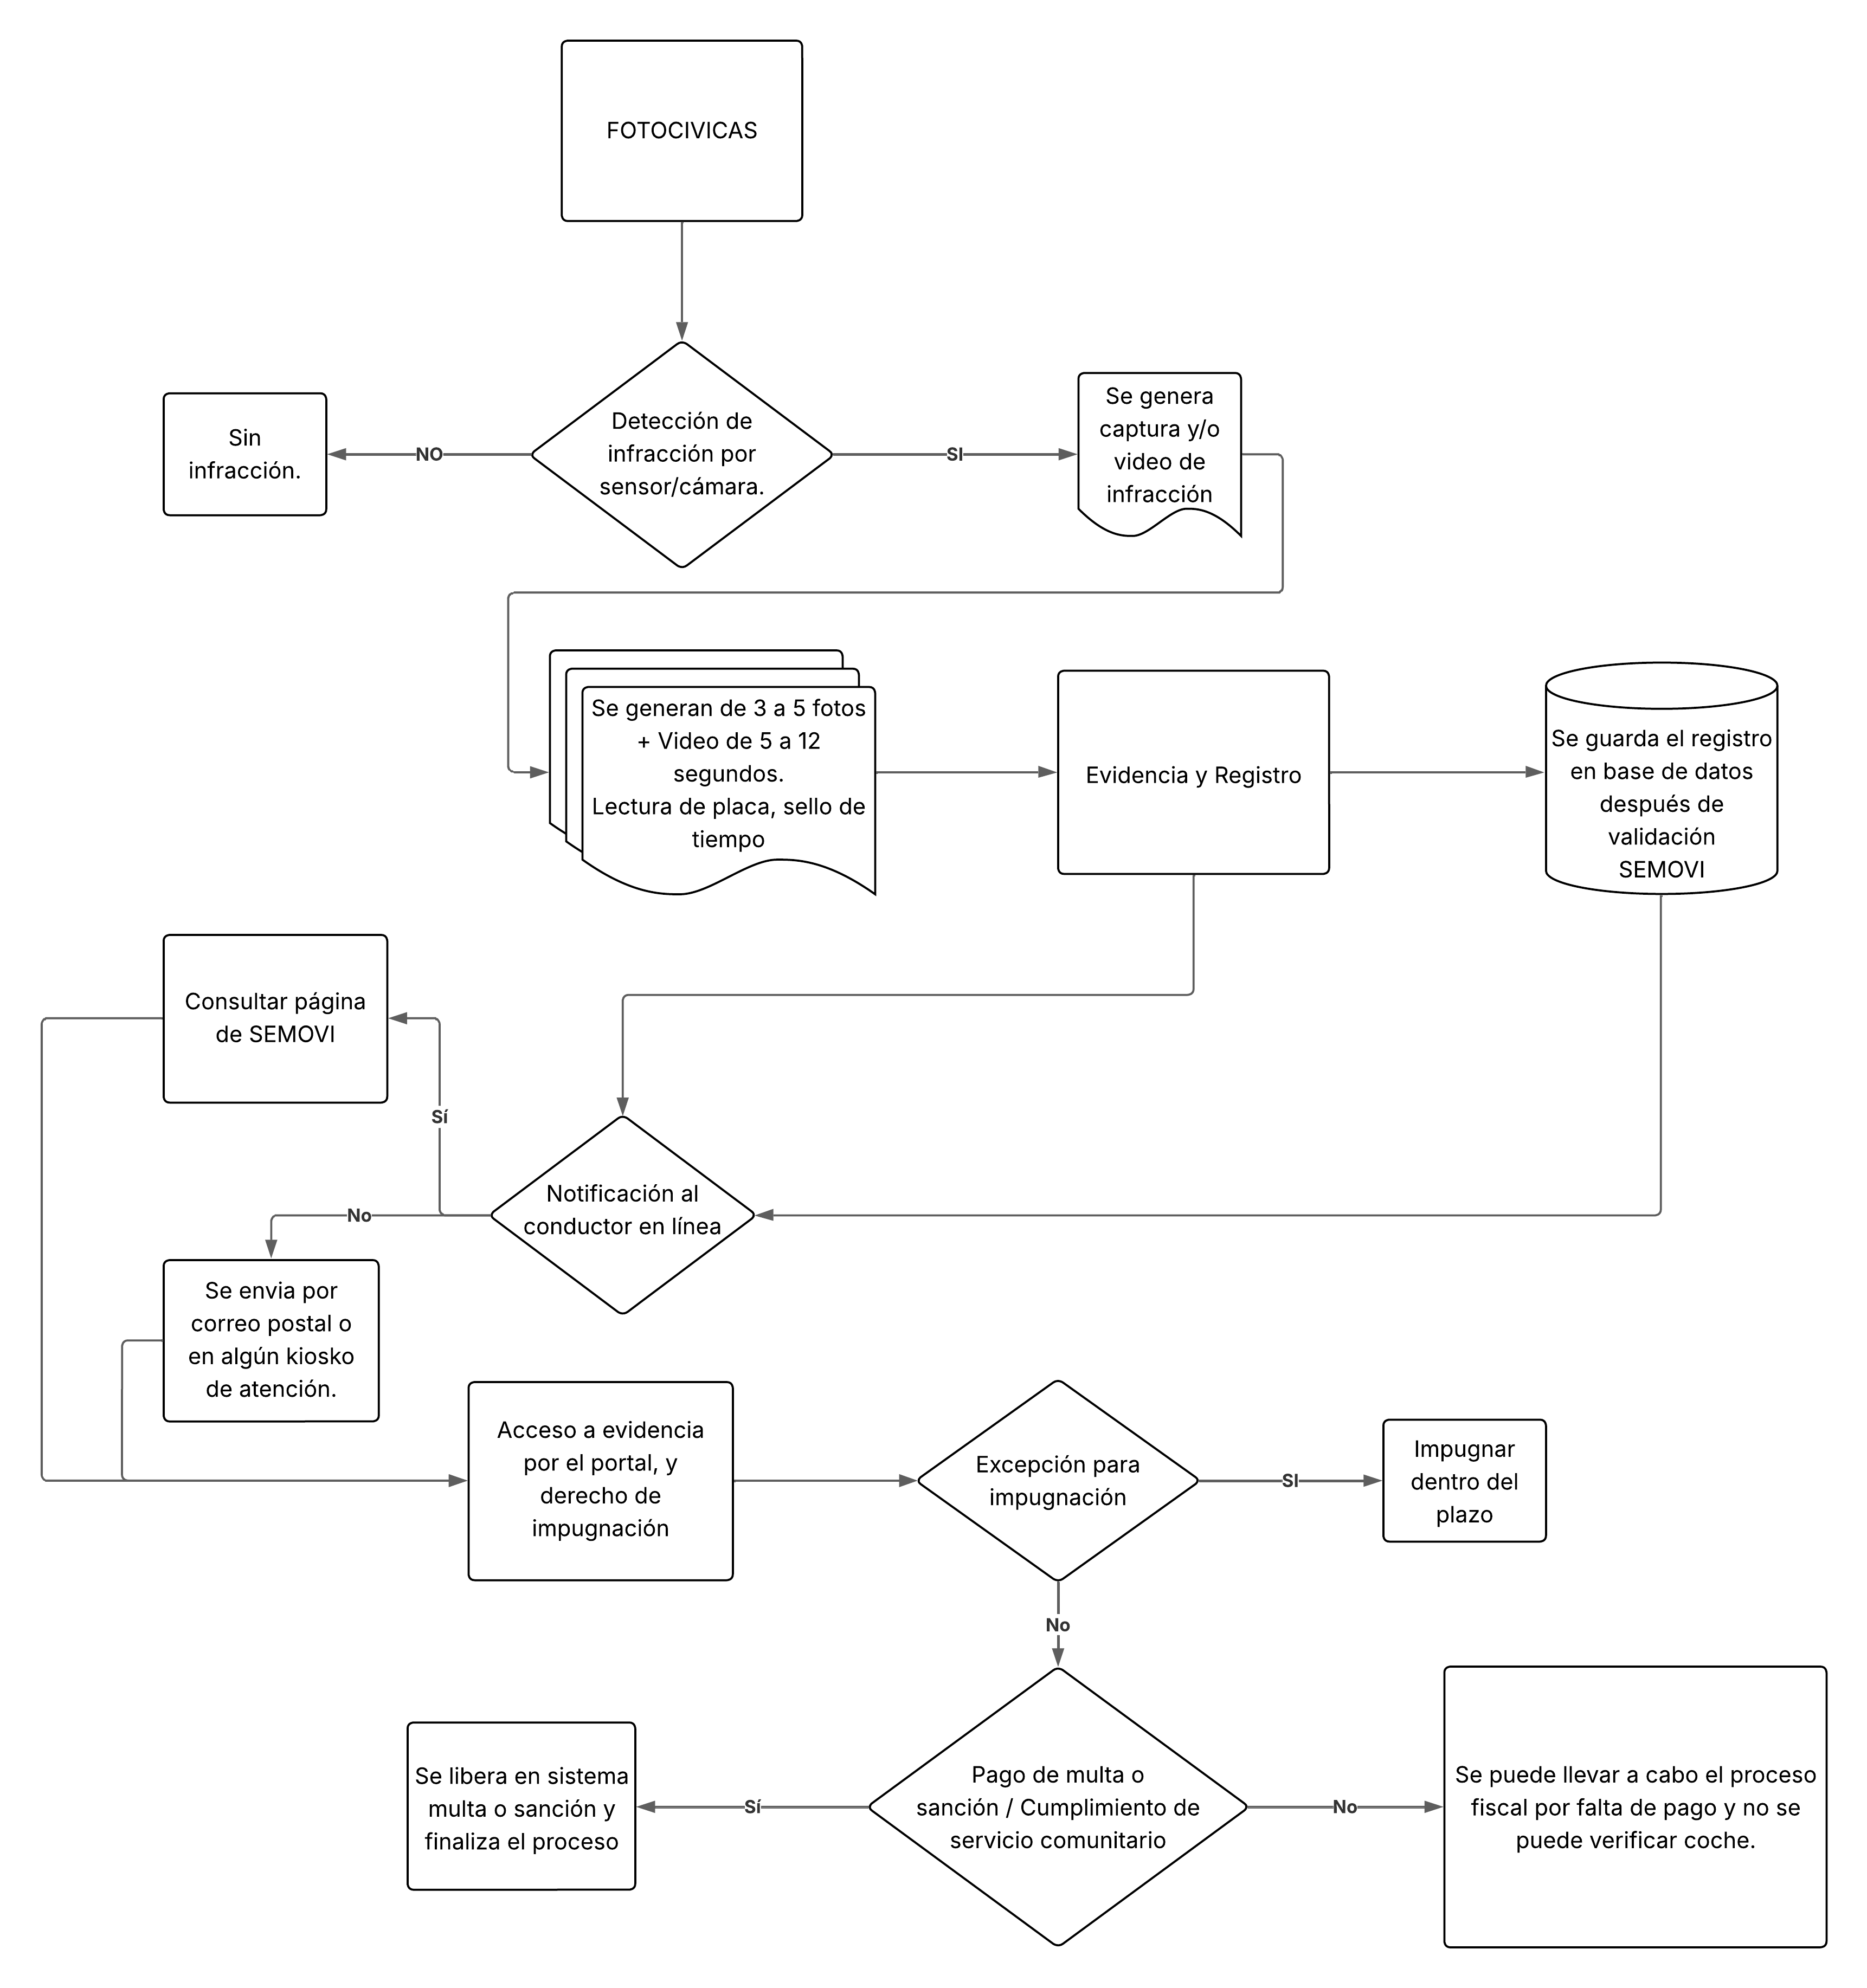 FOTOCIVICAS
Detección de
infracción por
sensor/cámara.
NO
Sin
infracción.
SI
Se genera
captura y/o
video de
infracción
Se generan de 3 a 5 fotos
+ Video de 5 a 12
segundos.
Lectura de placa, sello de
tiempo
Evidencia y Registro
Se guarda el registro
en base de datos
después de
validación
SEMOVI
Consultar página
de SEMOVI
Sí
Notificación al
conductor en línea
No
Se envia por
correo postal o
en algún kiosko
de atención.
Acceso a evidencia
por el portal, y
derecho de
impugnación
Excepción para
impugnación
SI
Impugnar
dentro del
plazo
No
Pago de multa o
sanción / Cumplimiento de
servicio comunitario
Sí
Se libera en sistema
multa o sanción y
finaliza el proceso
No
Se puede llevar a cabo el proceso
fiscal por falta de pago y no se
puede verificar coche.